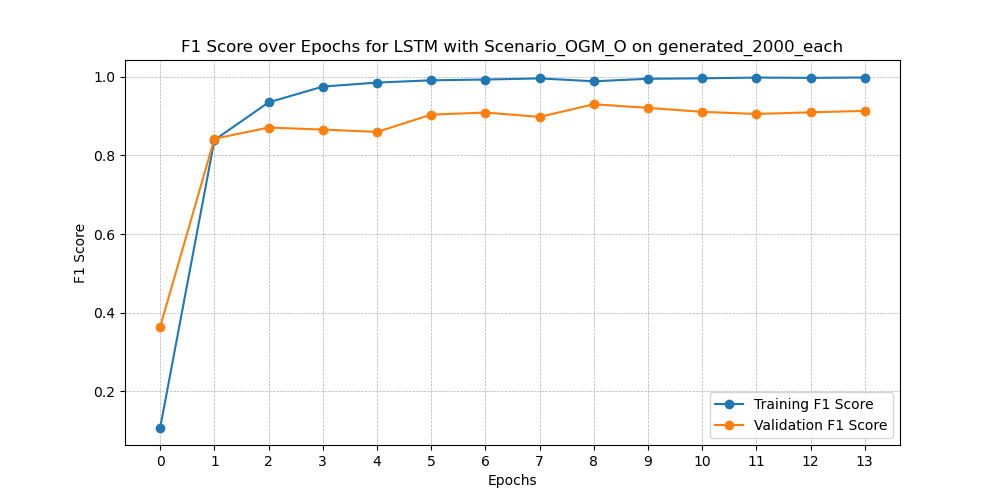 F1 Score over Epochs for LSTM with Scenario_OGM_O on generated_2000_each
1.0
0.8
0.6
0.4
0.2
F1 Score
0 1 2 3 4 5 6 7 8 9 10 11 12 13
Epochs
Training F1 Score
Validation F1 Score